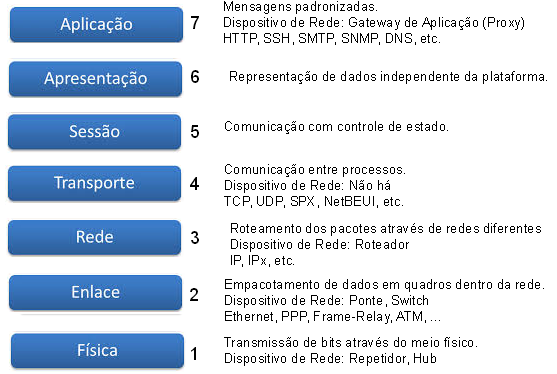 Aplicação 7 Mensagens padronizadas.
Dispositivo de Rede: Gateway de Aplicação (Proxy)
HTTP, SSH, SMTP, SNMP, DNS, etc.
Apresentação 6 Representação de dados independente da plataforma.
Sessão 5 Comunicação com controle de estado.
Transporte 4 Comunicação entre processos.
Dispositivo de Rede: Não há
TCP, UDP, SPX, NetBEUI, etc.
Rede 3 Roteamento dos pacotes através de redes diferentes
Dispositivo de Rede: Roteador
IP, IPx, etc.
Enlace 2 Empacotamento de dados em quadros dentro da rede.
Dispositivo de Rede: Ponte, Switch
Ethernet, PPP, Frame-Relay, ATM, ...
Física 1 Transmissão de bits através do meio físico.
Dispositivo de Rede: Repetidor, Hub